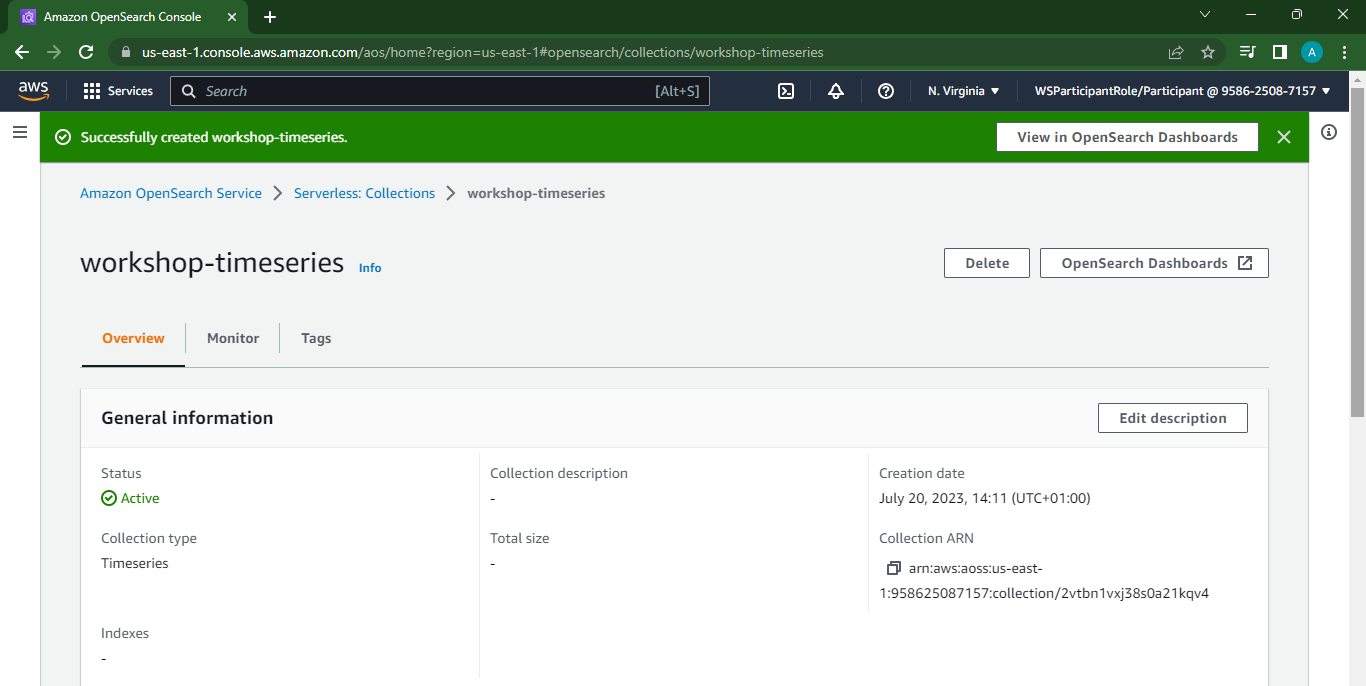 Amazon OpenSearch Console
us-east-1.console.aws.amazon.com/aos/home?region=us-east-1#opensearch/collections/workshop-timeseries
A
aws
Services
Search
[Alt+S]
N. Virginia
WSParticipantRole/Participant @ 9586-2508-7157
Successfully created workshop-timeseries.
View in OpenSearch Dashboards
Amazon OpenSearch Service
Serverless: Collections
workshop-timeseries
workshop-timeseries
Info
Delete
OpenSearch Dashboards
Overview
Monitor
Tags
General information
Edit description
Status
Active
Collection type
Timeseries
Indexes
-
Collection description
-
Total size
-
Creation date
July 20, 2023, 14:11 (UTC+01:00)
Collection ARN
arn:aws:aoss:us-east-
1:958625087157:collection/2vtbn1vxj38s0a21kqv4